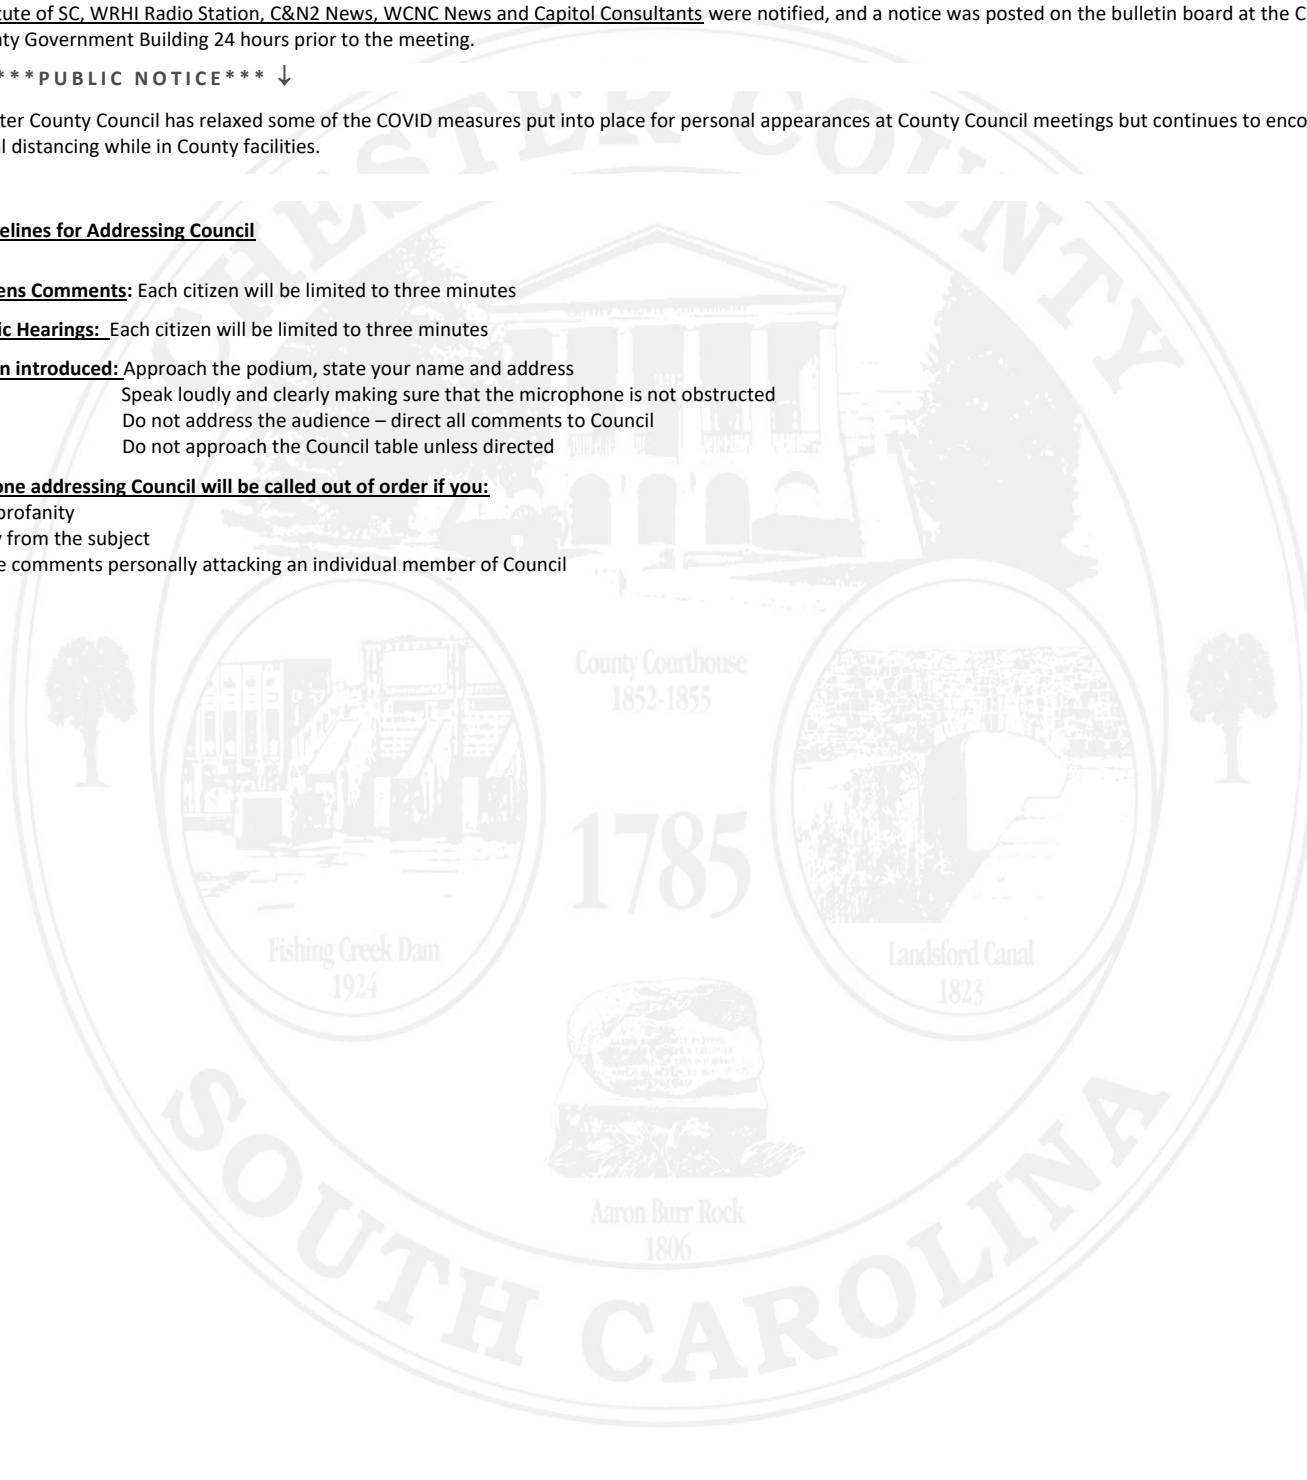 tute of SC, WRHI Radio Station, C&N2 News, WCNC News and Capitol Consultants were notified, and a notice was posted on the bulletin board at the C
nty Government Building 24 hours prior to the meeting.
***PUBLIC NOTICE*** ↓
ter County Council has relaxed some of the COVID measures put into place for personal appearances at County Council meetings but continues to enco
l distancing while in County facilities.
elines for Addressing Council
ens Comments: Each citizen will be limited to three minutes
ic Hearings: Each citizen will be limited to three minutes
n introduced: Approach the podium, state your name and address
Speak loudly and clearly making sure that the microphone is not obstructed
Do not address the audience – direct all comments to Council
Do not approach the Council table unless directed
one addressing Council will be called out of order if you:
profanity
y from the subject
e comments personally attacking an individual member of Council
CHESTER COUNTY
County Courthouse
1852-1855
1785
Fishing Creek Dam
1924
Landsford Canal
1823
Aaron Burr Rock
1806
SOUTH CAROLINA